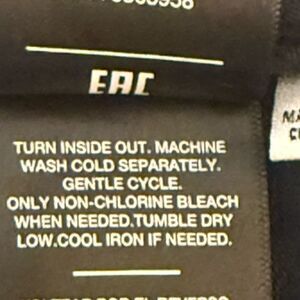 EAC
TURN INSIDE OUT. MACHINE
WASH COLD SEPARATELY.
GENTLE CYCLE.
ONLY NON-CHLORINE BLEACH
WHEN NEEDED.TUMBLE DRY
LOW.COOL IRON IF NEEDED.